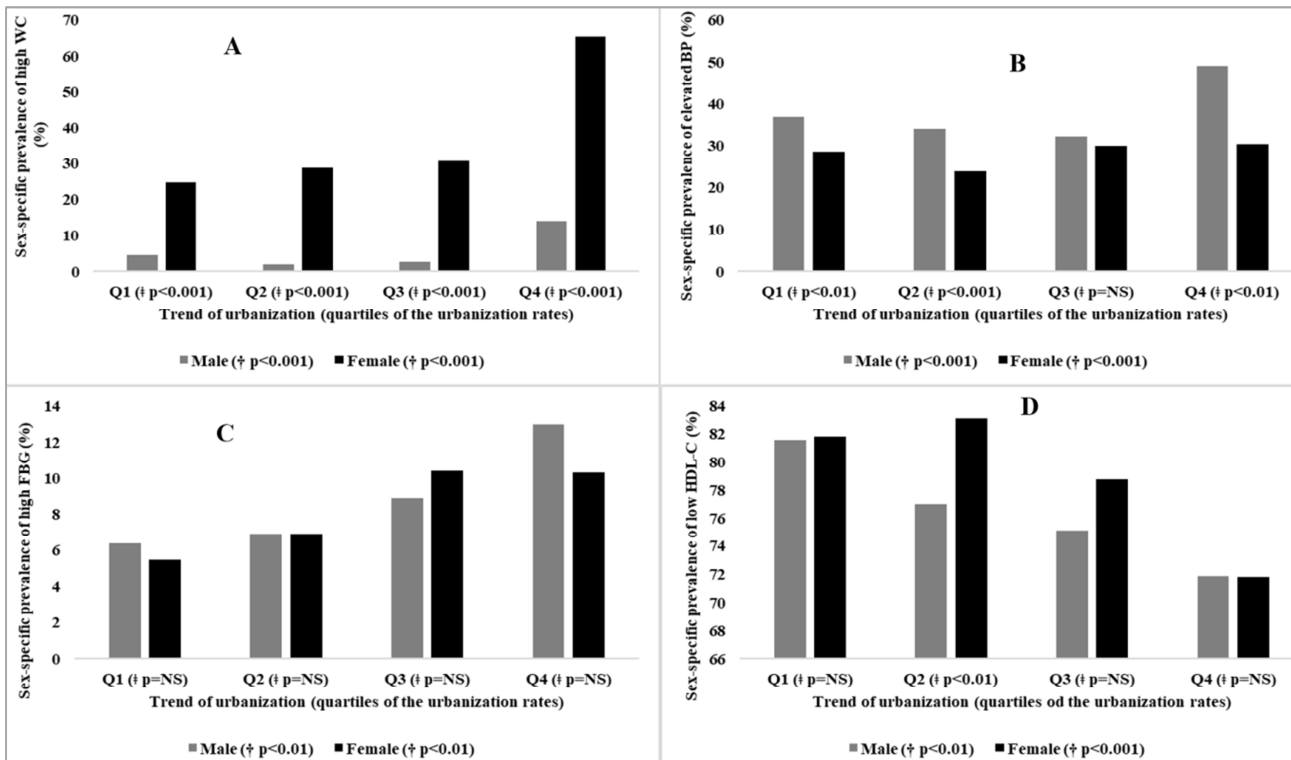 A
Sex-specific prevalence of high WC
(%)
70
60
50
40
30
20
10
0
Q1 (ǂ p<0.001) Q2 (ǂ p<0.001) Q3 (ǂ p<0.001) Q4 (ǂ p<0.001)
Trend of urbanization (quartiles of the urbanization rates)
Male († p<0.001) Female († p<0.001)
B
Sex-specific prevalence of elevated BP (%)
60
50
40
30
20
10
0
Q1 (ǂ p<0.01) Q2 (ǂ p<0.001) Q3 (ǂ p=NS) Q4 (ǂ p<0.01)
Trend of urbanization (quartiles of the urbanization rates)
Male († p<0.001) Female († p<0.001)
C
Sex-specific prevalence of high FBG (%)
14
12
10
8
6
4
2
0
Q1 (ǂ p=NS) Q2 (ǂ p=NS) Q3 (ǂ p=NS) Q4 (ǂ p=NS)
Trend of urbanization (quartiles of the urbanization rates)
Male († p<0.01) Female († p<0.01)
D
Sex-specific prevalence of low HDL-C (%)
84
82
80
78
76
74
72
70
68
66
Q1 (ǂ p=NS) Q2 (ǂ p<0.01) Q3 (ǂ p=NS) Q4 (ǂ p=NS)
Trend of urbanization (quartiles od the urbanization rates)
Male († p<0.01) Female († p<0.001)